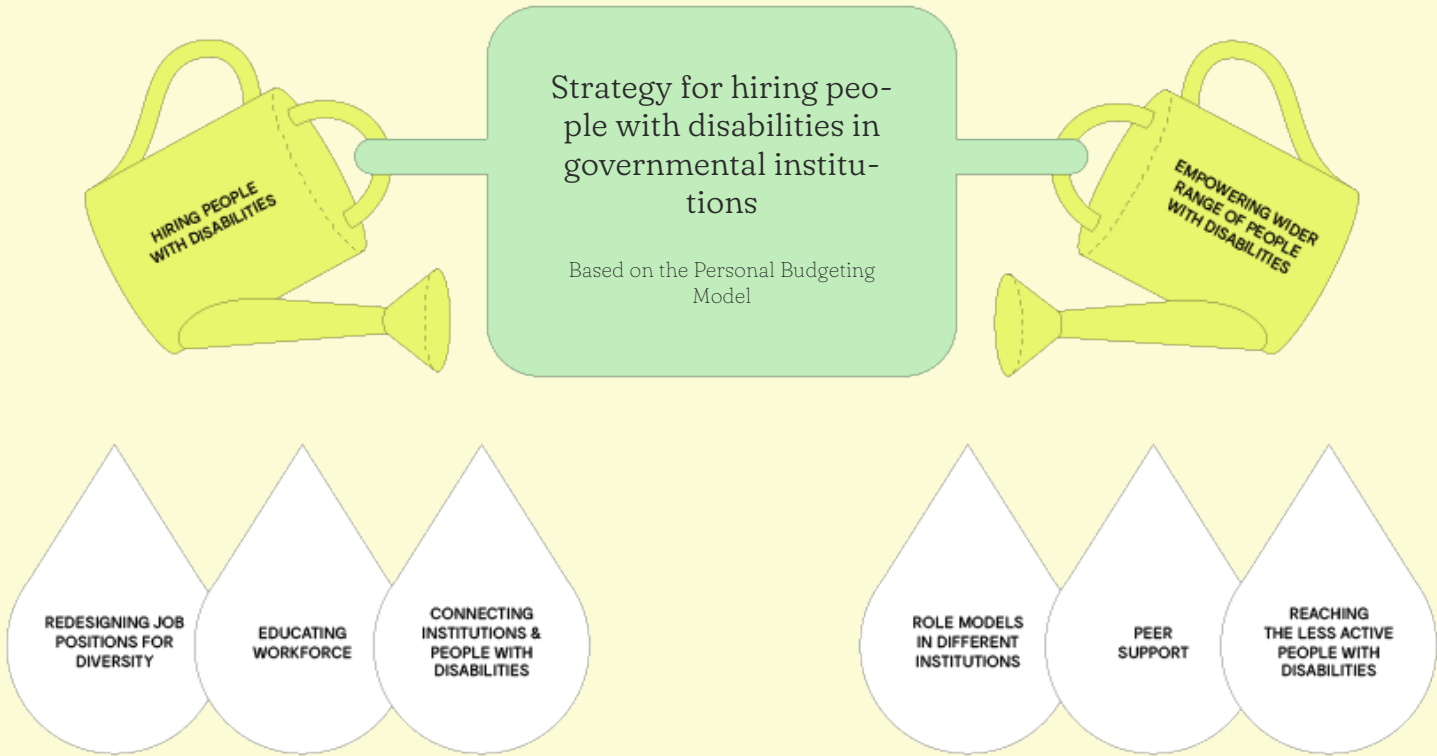 Strategy for hiring peo-
ple with disabilities in
governmental institu-
tions
Based on the Personal Budgeting
Model
HIRING PEOPLE
WITH DISABILITIES
EMPOWERING WIDER
RANGE OF PEOPLE
WITH DISABILITIES
REDESIGNING JOB
POSITIONS FOR
DIVERSITY
EDUCATING
WORKFORCE
CONNECTING
INSTITUTIONS &
PEOPLE WITH
DISABILITIES
ROLE MODELS
IN DIFFERENT
INSTITUTIONS
PEER
SUPPORT
REACHING
THE LESS ACTIVE
PEOPLE WITH
DISABILITIES